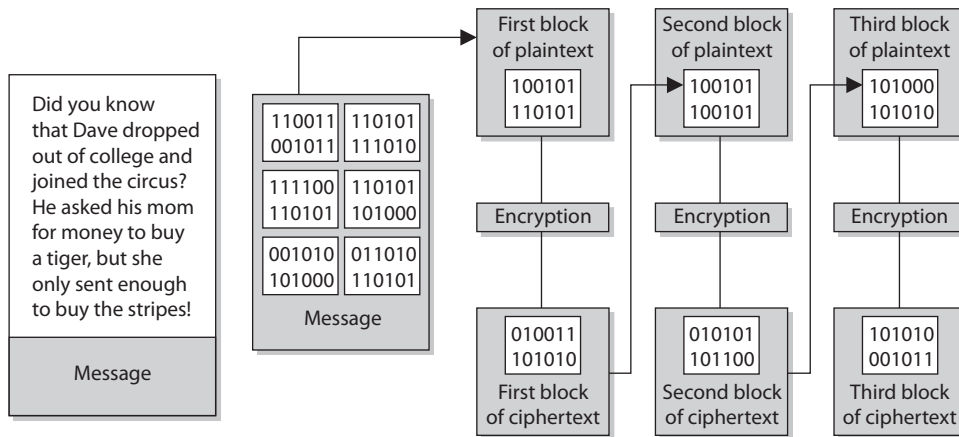 Did you know
that Dave dropped
out of college and
joined the circus?
He asked his mom
for money to buy
a tiger, but she
only sent enough
to buy the stripes!
Message
110011 110101
001011 111010
111100 110101
110101 101000
001010 011010
101000 110101
Message
First block
of plaintext
100101
110101
Encryption
010011
101010
First block
of ciphertext
Second block
of plaintext
100101
100101
Encryption
010101
101100
Second block
of ciphertext
Third block
of plaintext
101000
101010
Encryption
101010
001011
Third block
of ciphertext